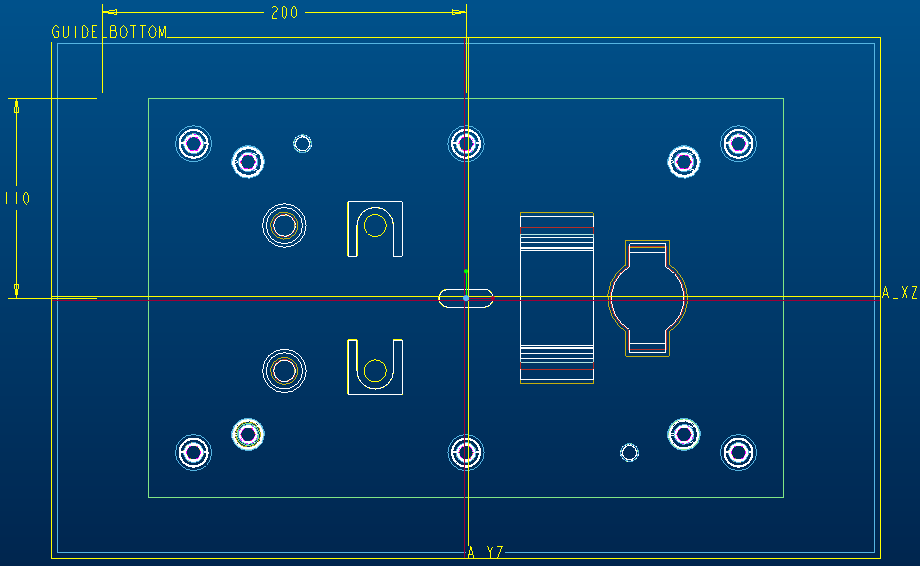 200
GUIDE_BOTTOM
110
A_XZ
A_YZ